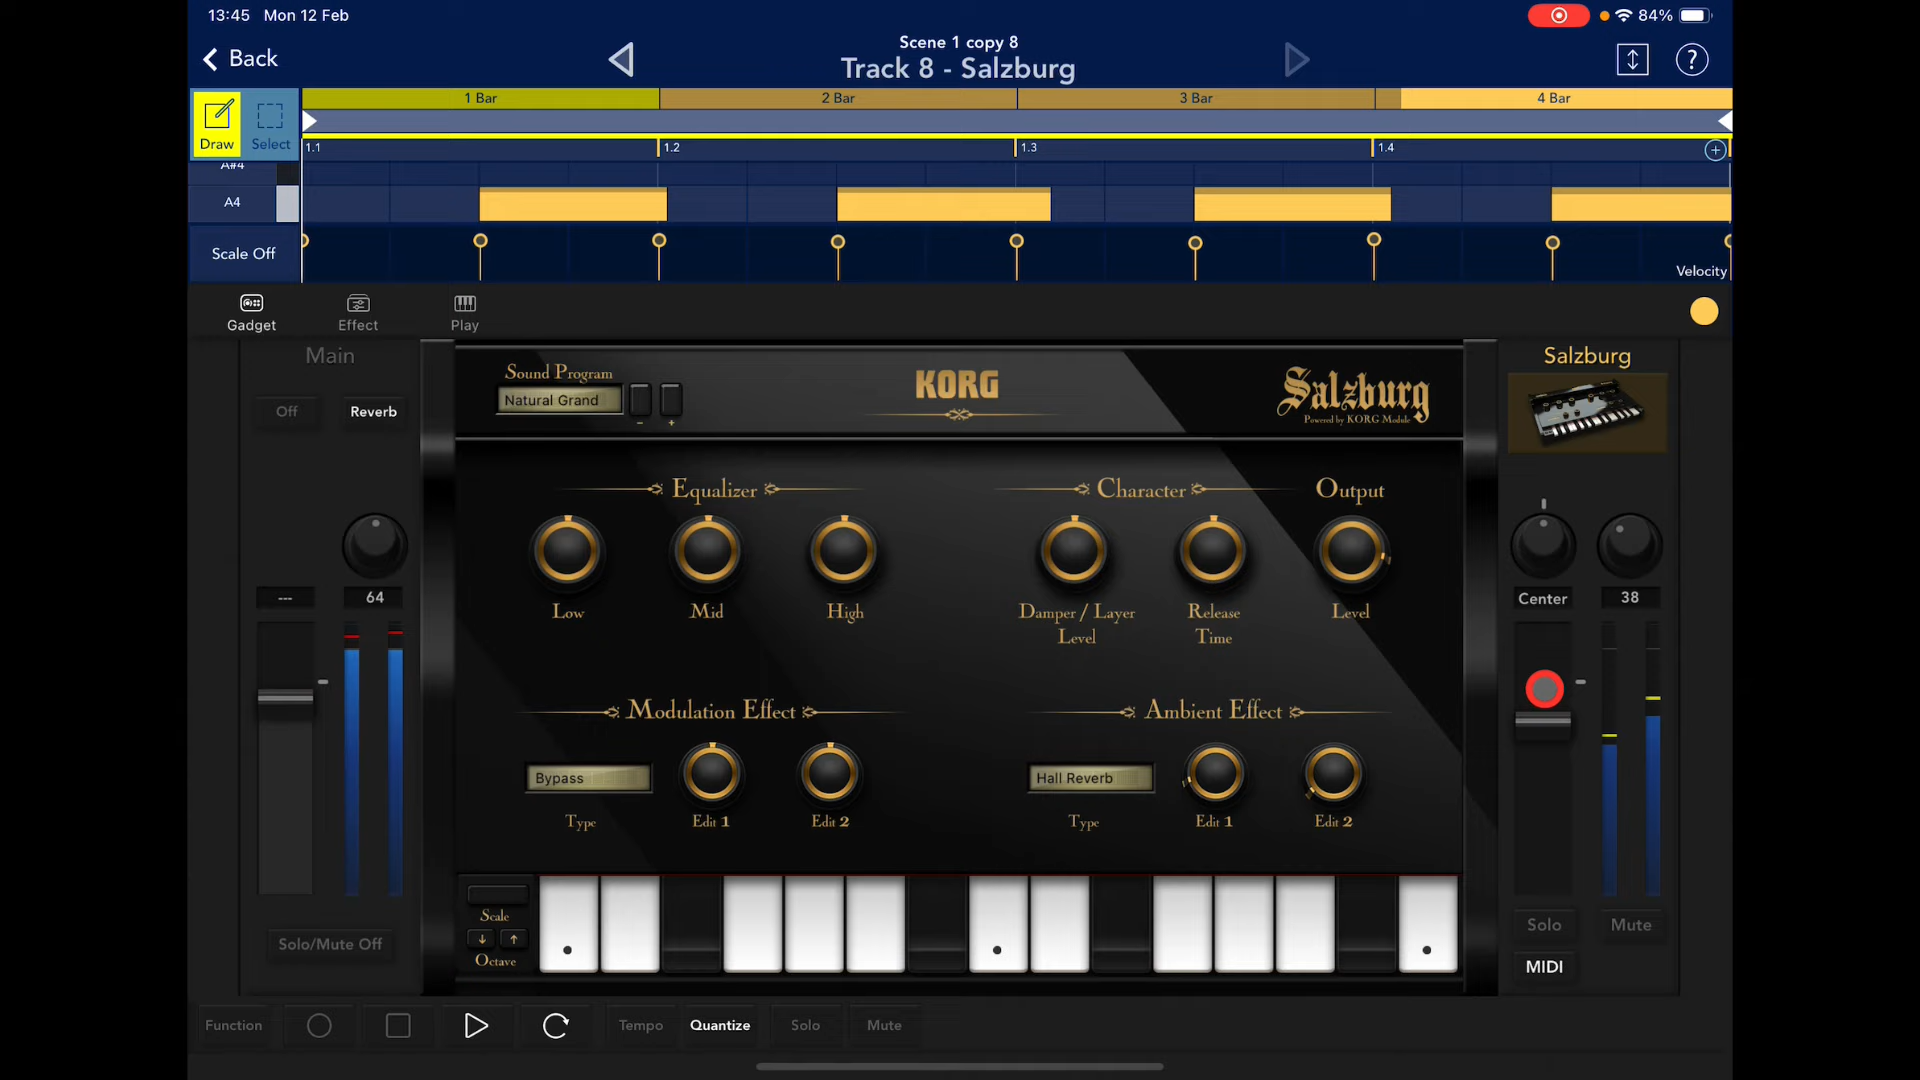 13:45 Mon 12 Feb
84%
Back
Scene 1 copy 8
Track 8 - Salzburg
?
Draw
Select
1 Bar
2 Bar
3 Bar
4 Bar
1.1
1.2
1.3
1.4
A#4
A4
Scale Off
Velocity
Gadget
Effect
Play
Main
Off
Reverb
---
64
Solo/Mute Off
Sound Program
Natural Grand
- +
KORG
Salzburg
Powered by KORG Module
Equalizer
Character
Output
Low
Mid
High
Damper / Layer
Level
Release
Time
Level
Modulation Effect
Ambient Effect
Bypass
Type
Edit 1
Edit 2
Hall Reverb
Type
Edit 1
Edit 2
Scale
↓ ↑
Octave
Salzburg
Center
38
Solo
Mute
MIDI
Function
Tempo
Quantize
Solo
Mute